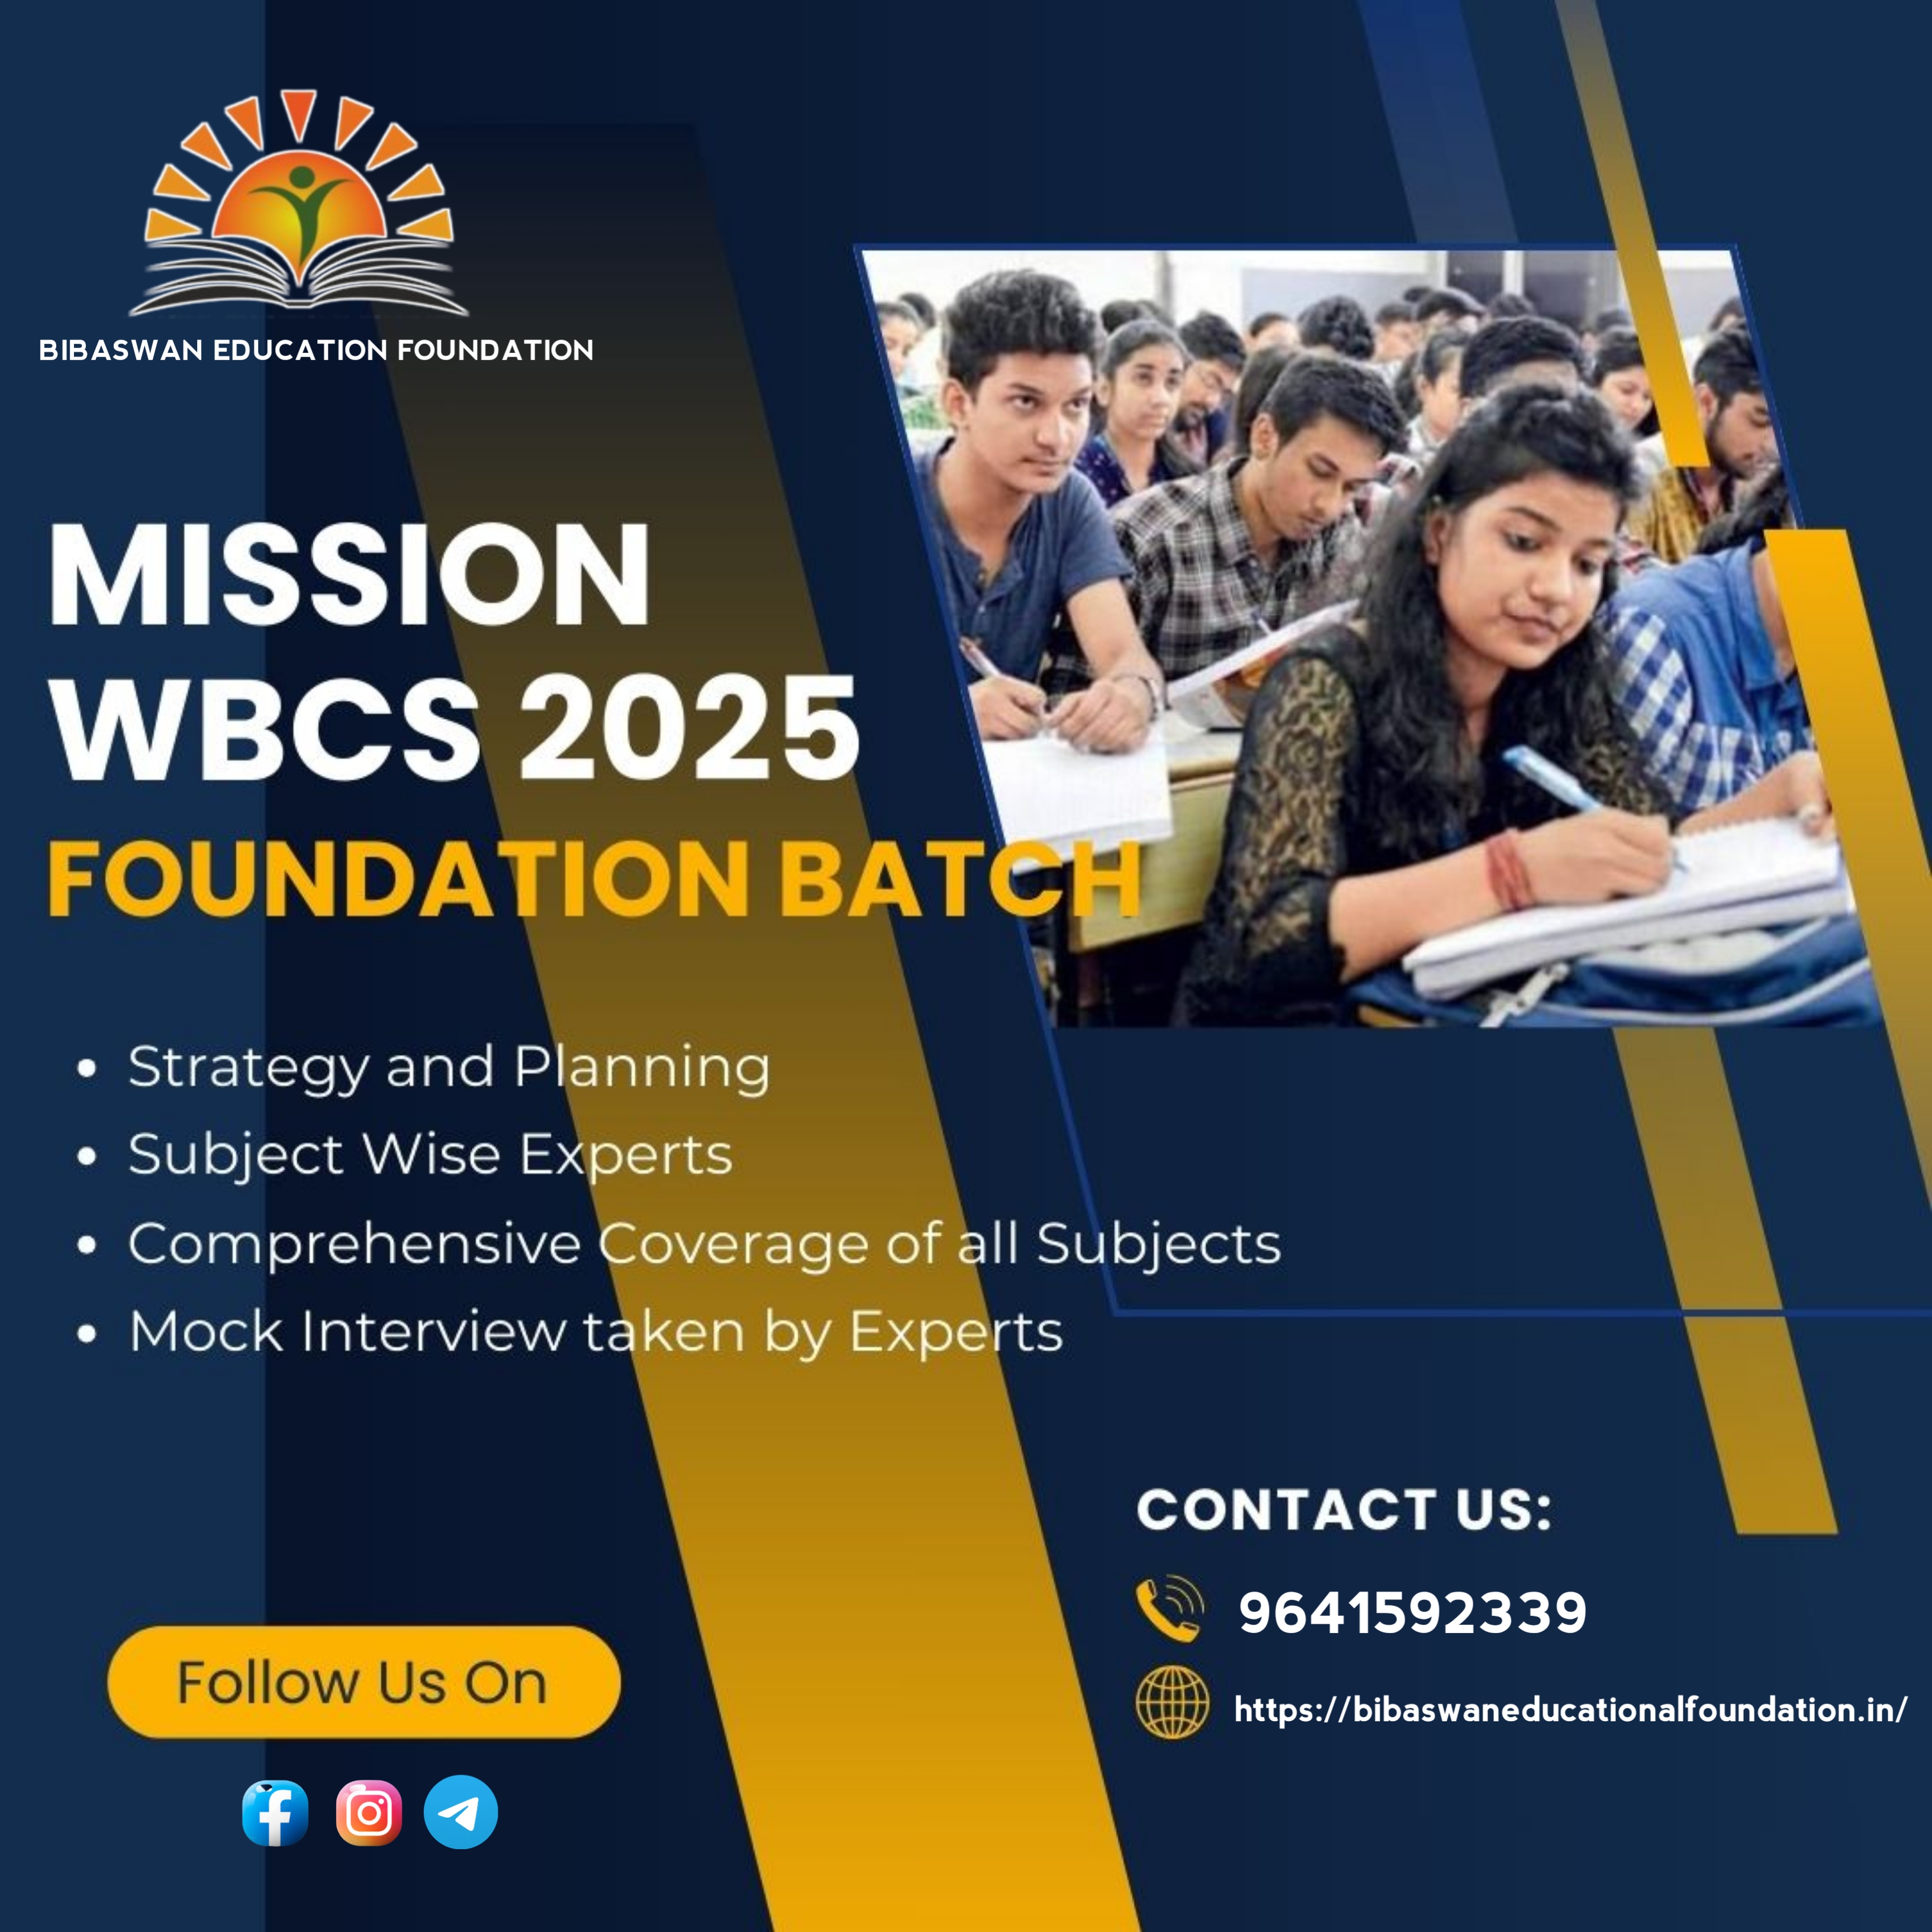 BIBASWAN EDUCATION FOUNDATION
MISSION
WBCS 2025
FOUNDATION BATCH
• Strategy and Planning
• Subject Wise Experts
• Comprehensive Coverage of all Subjects
• Mock Interview taken by Experts
CONTACT US:
9641592339
https://bibaswaneducationalfoundation.in/
Follow Us On